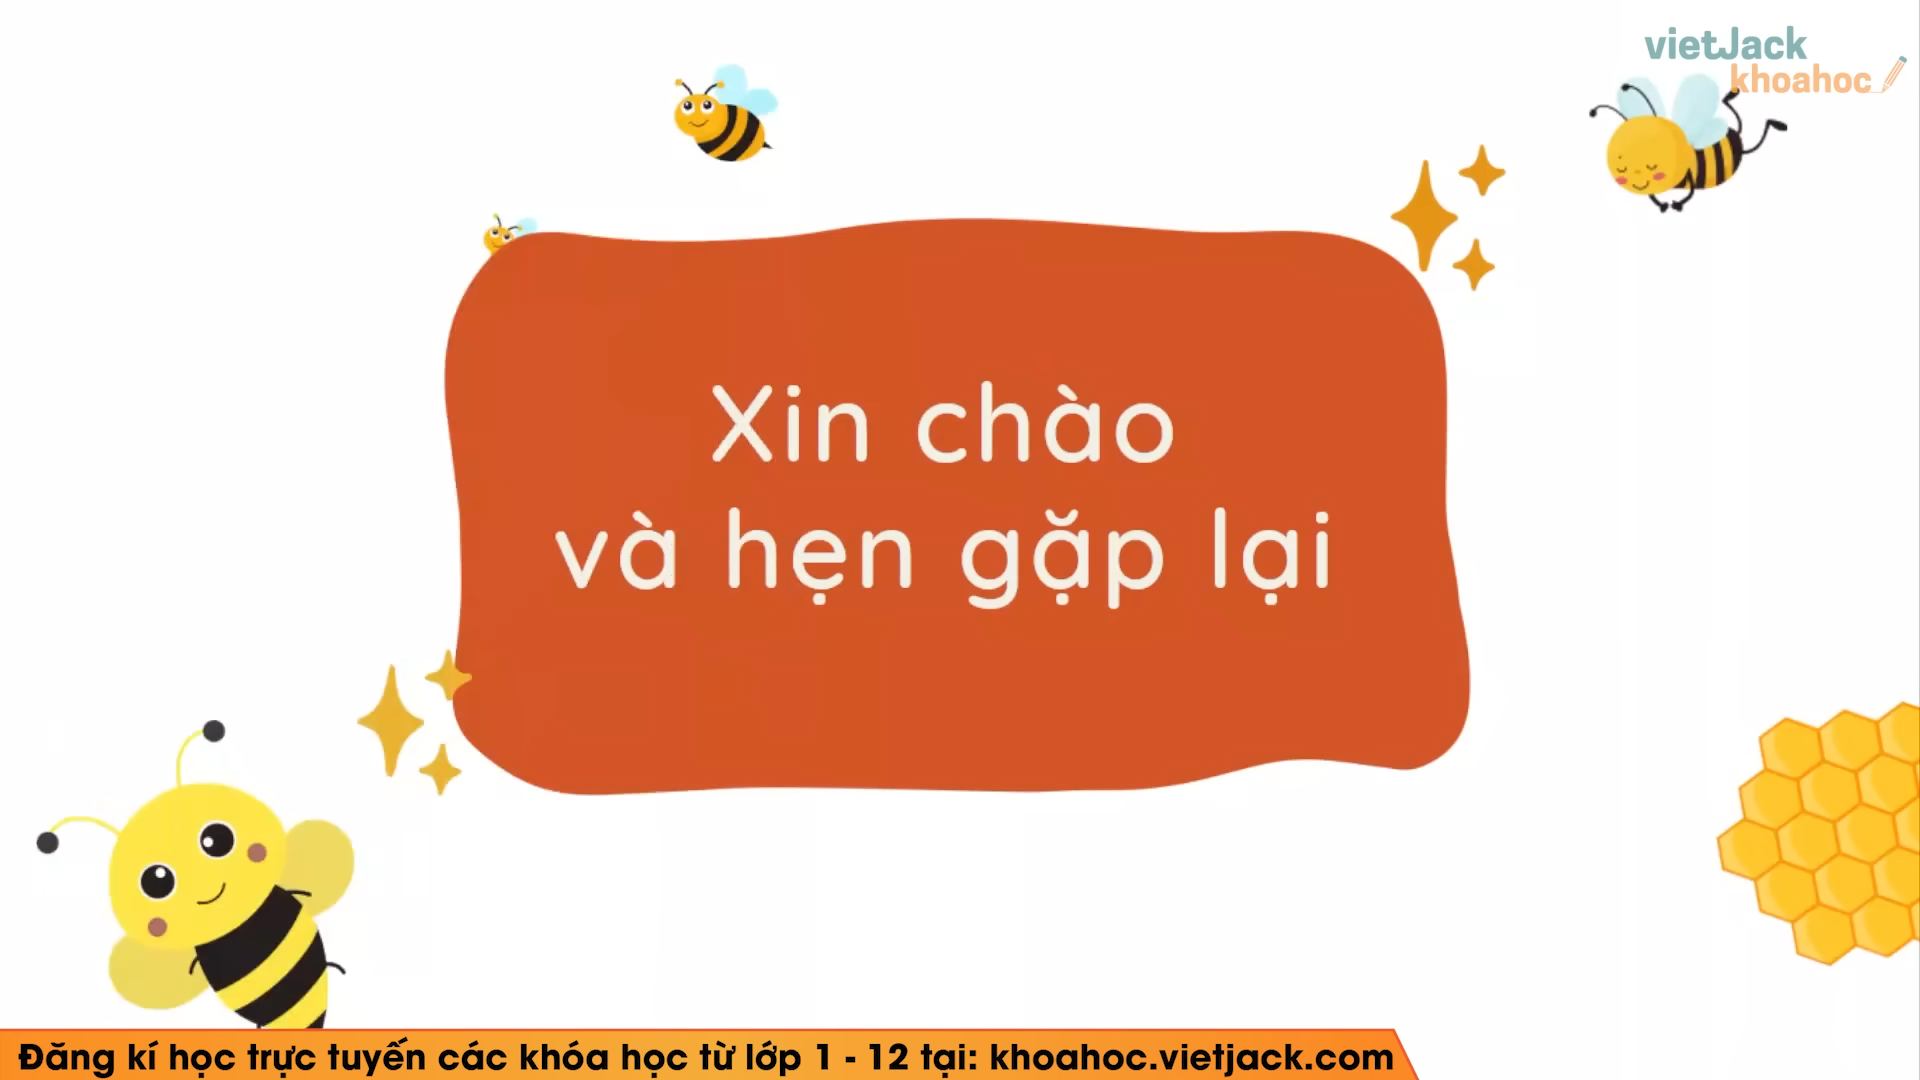 vietJack
khoahoc
Xin chào
và hẹn gặp lại
Đăng kí học trực tuyến các khóa học từ lớp 1 - 12 tại: khoahoc.vietjack.com